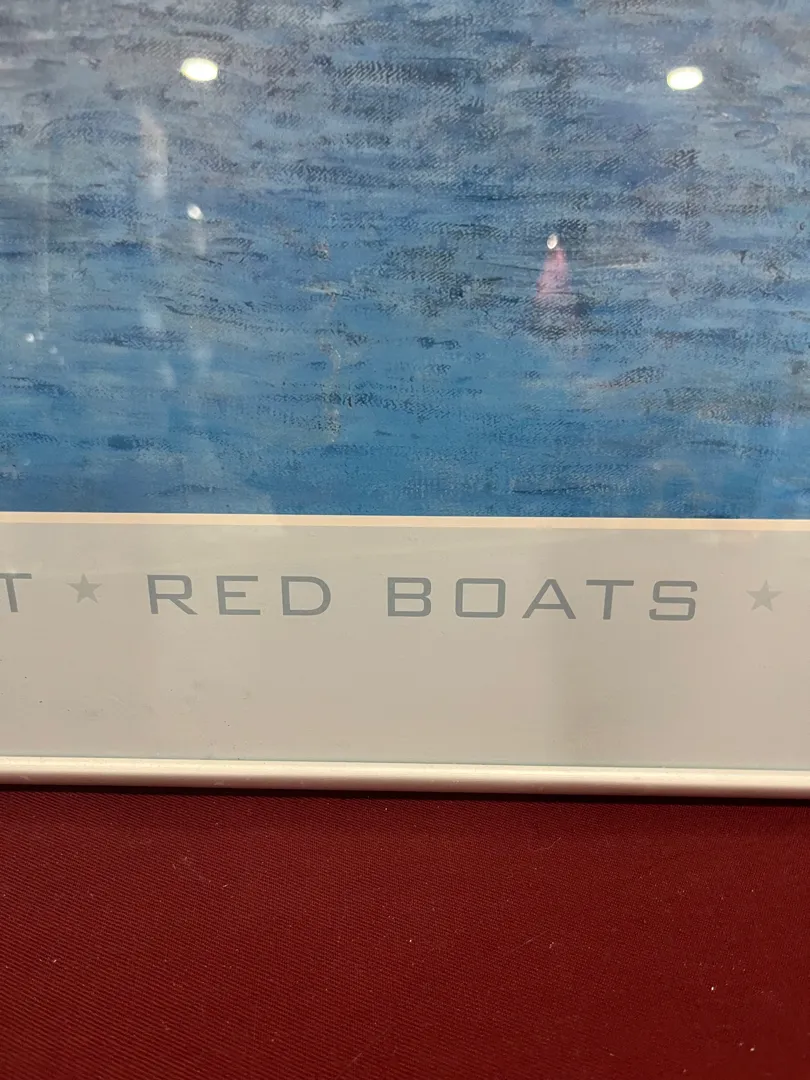 T ★ RED BOATS ★